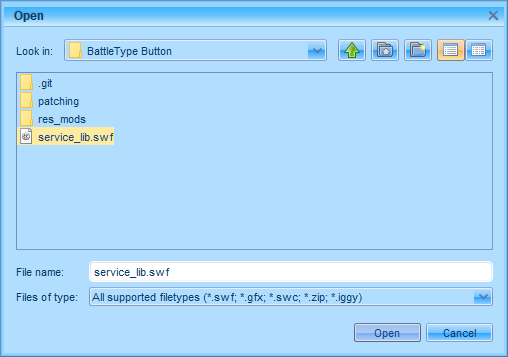 Open
Look in: BattleType Button
.git
patching
res_mods
service_lib.swf
File name: service_lib.swf
Files of type: All supported filetypes (*.swf; *.gfx; *.swc; *.zip; *.iggy)
Open Cancel